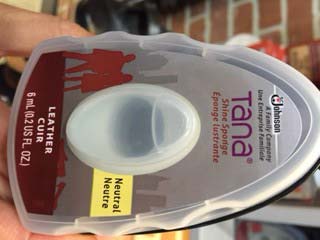 SC Johnson
A Family Company
Une Entreprise Familiale
TANA®
Shine Sponge
Éponge lustrante
Neutral
Neutre
LEATHER
CUIR
6 mL (0.2 US FL OZ.)